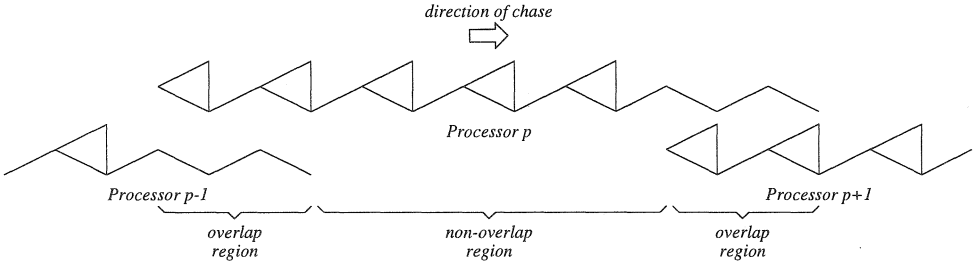 direction of chase
Processor p
Processor p-1
Processor p+1
overlap
region
non-overlap
region
overlap
region